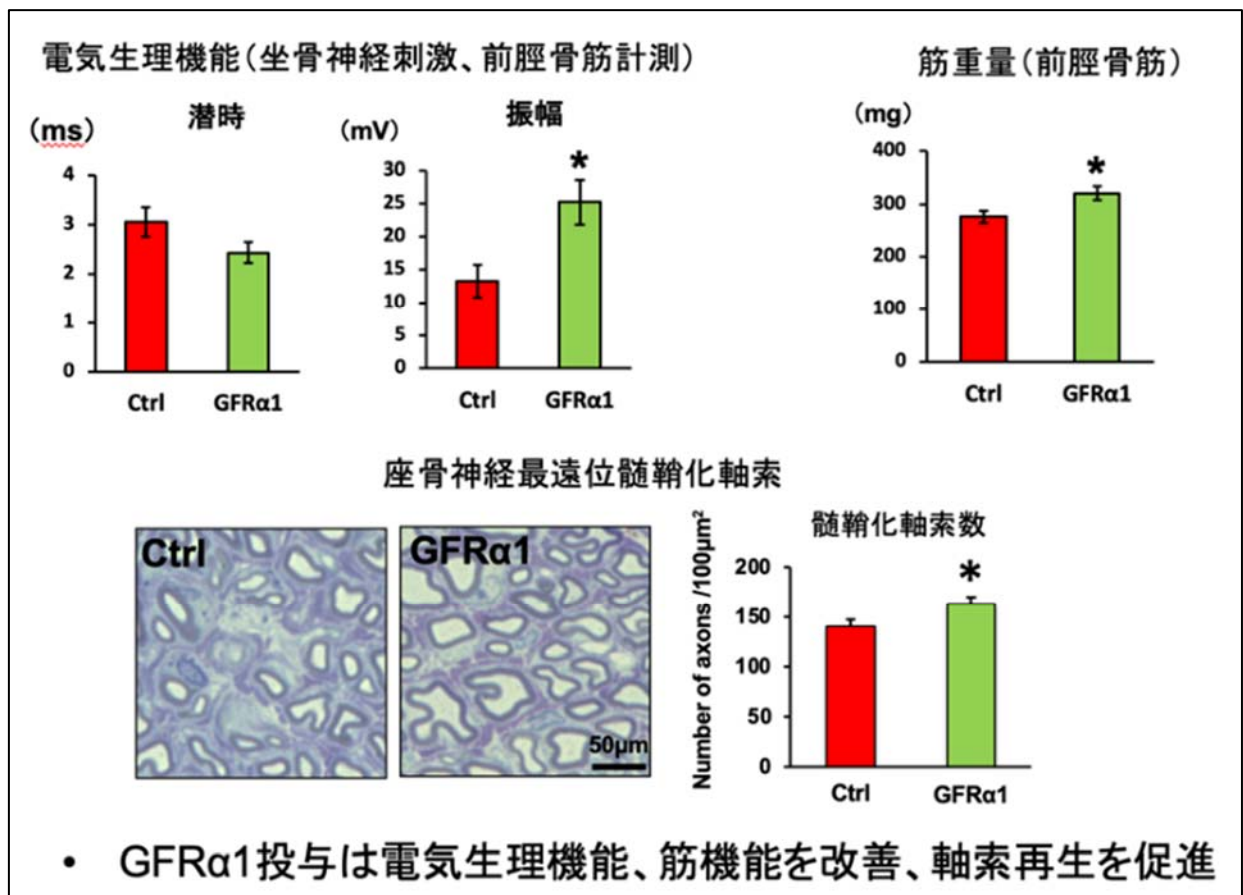 電気生理機能（坐骨神経刺激、前脛骨筋計測）
筋重量（前脛骨筋）
潜時
（ms）
4
3
2
1
0
Ctrl GFRα1
振幅
（mV）
30
25
20
15
10
5
0
*
Ctrl GFRα1
（mg）
400
300
200
100
0
*
Ctrl GFRα1
座骨神経最遠位髄鞘化軸索
Ctrl
GFRα1
50μm
髄鞘化軸索数
Number of axons /100μm²
200
150
100
50
0
*
Ctrl GFRα1
• GFRα1投与は電気生理機能、筋機能を改善、軸索再生を促進